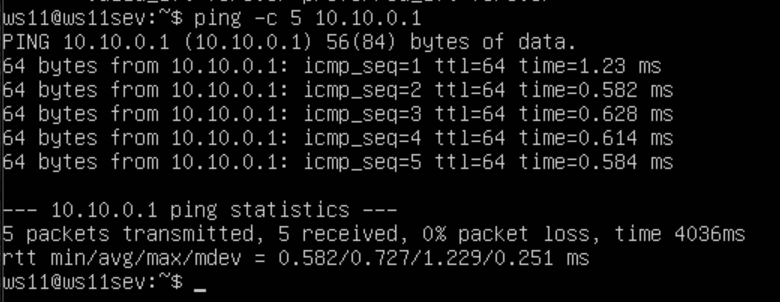 ws11@ws11sev:~$ ping -c 5 10.10.0.1
PING 10.10.0.1 (10.10.0.1) 56(84) bytes of data.
64 bytes from 10.10.0.1: icmp_seq=1 ttl=64 time=1.23 ms
64 bytes from 10.10.0.1: icmp_seq=2 ttl=64 time=0.582 ms
64 bytes from 10.10.0.1: icmp_seq=3 ttl=64 time=0.628 ms
64 bytes from 10.10.0.1: icmp_seq=4 ttl=64 time=0.614 ms
64 bytes from 10.10.0.1: icmp_seq=5 ttl=64 time=0.584 ms

--- 10.10.0.1 ping statistics ---
5 packets transmitted, 5 received, 0% packet loss, time 4036ms
rtt min/avg/max/mdev = 0.582/0.727/1.229/0.251 ms
ws11@ws11sev:~$ _